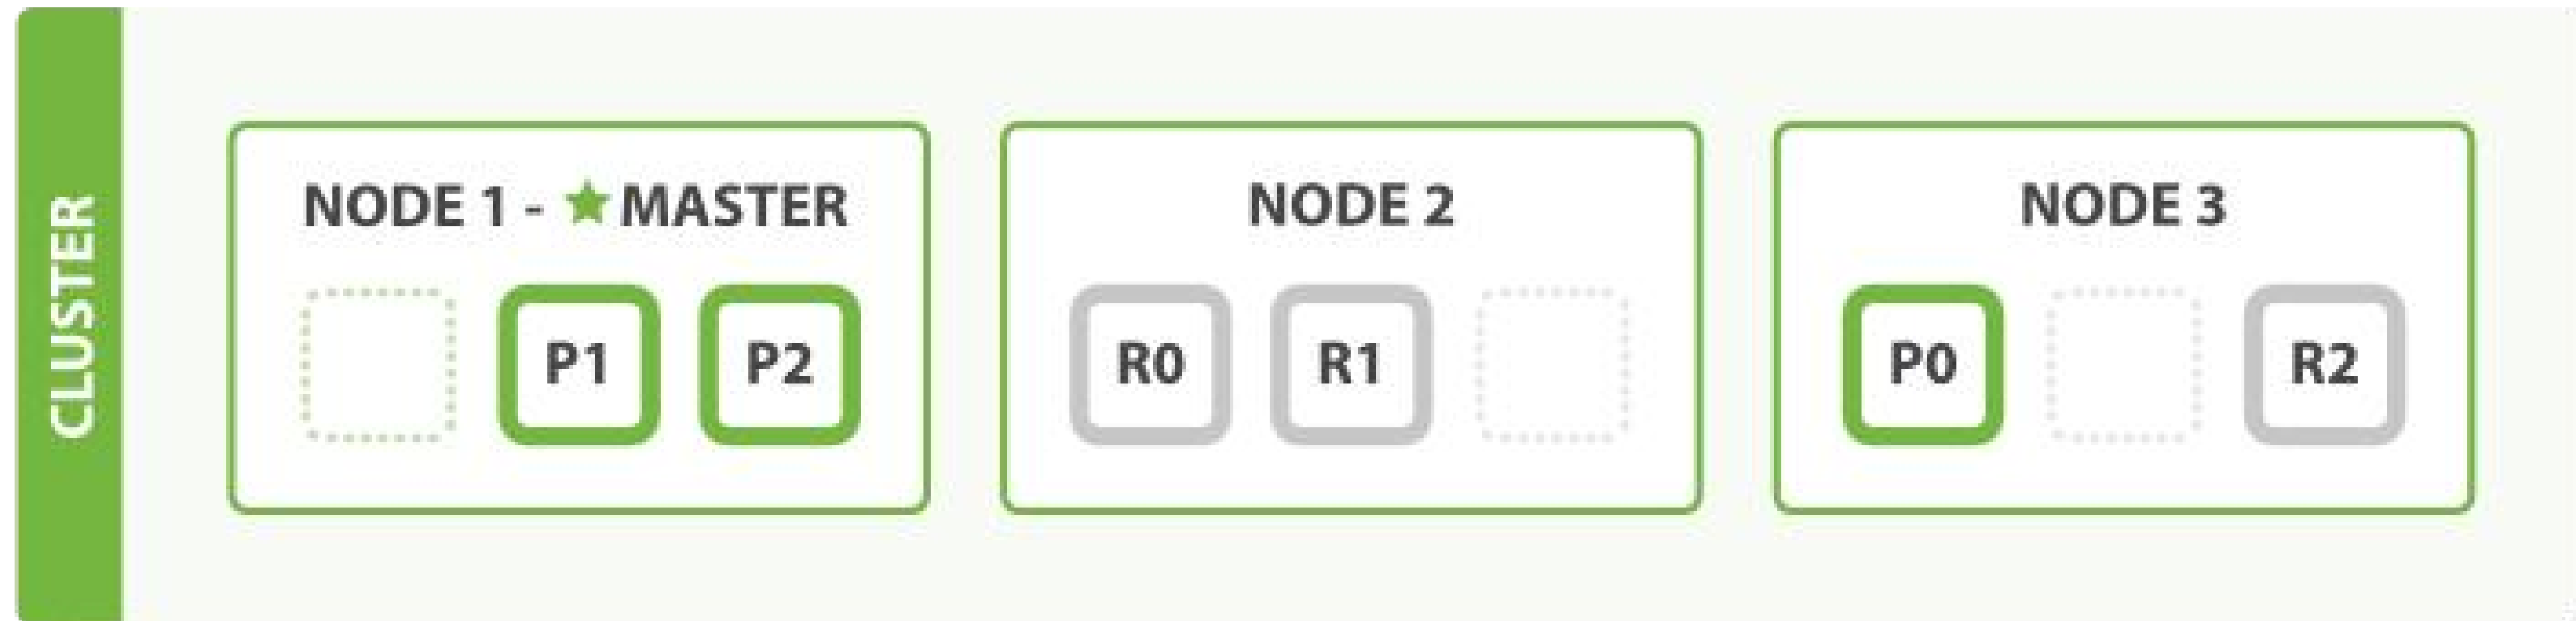 CLUSTER
NODE 1 - ★MASTER
P1 P2
NODE 2
R0 R1
NODE 3
P0 R2